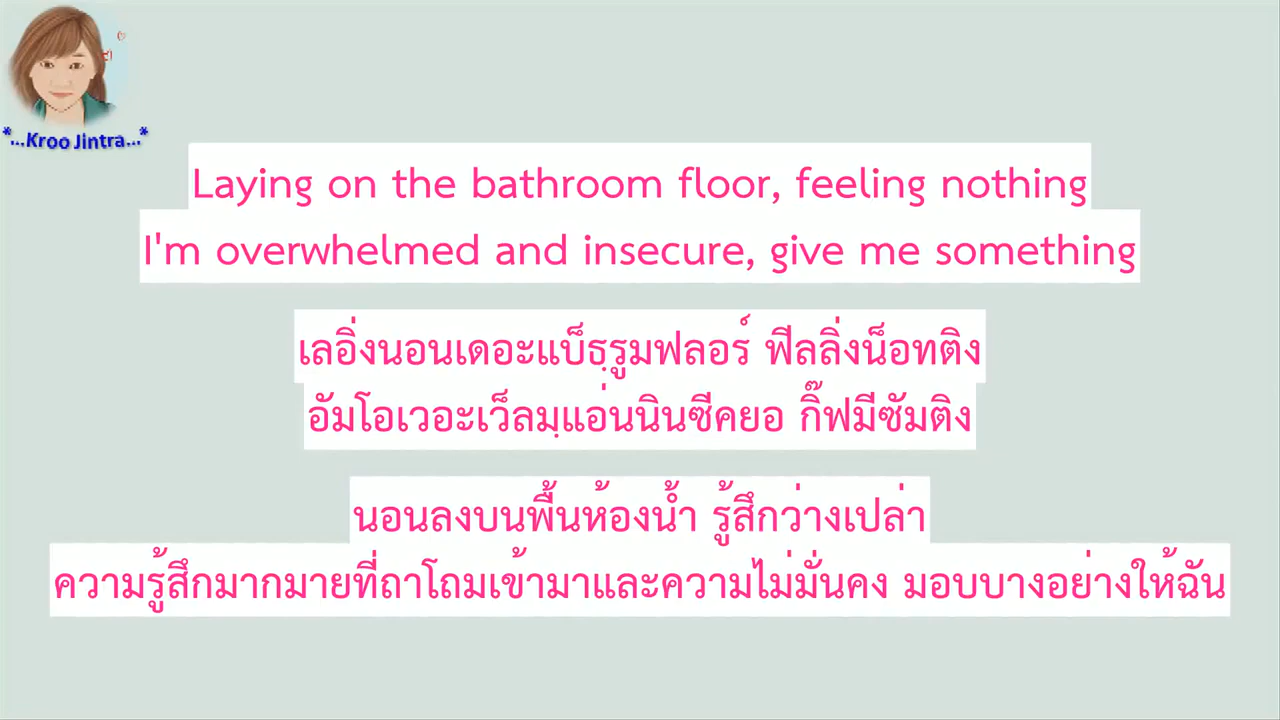 *...Kroo Jintra...*
Laying on the bathroom floor, feeling nothing
I'm overwhelmed and insecure, give me something
เลอิ่งนอนเดอะแบ็ธฺรูมฟลอร์ ฟีลลิ่งน็อทติง
อัมโอเวอะเว็ลมฺแอ่นนินซีคยอ กิ๊ฟมีซัมติง
นอนลงบนพื้นห้องน้ำ รู้สึกว่างเปล่า
ความรู้สึกมากมายที่ถาโถมเข้ามาและความไม่มั่นคง มอบบางอย่างให้ฉัน